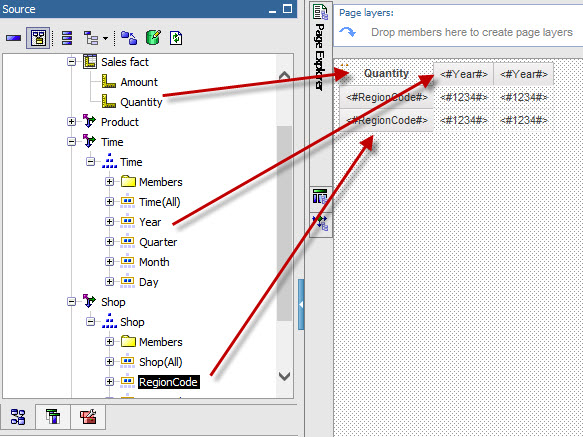 Source
Sales fact
Amount
Quantity
Product
Time
Time
Members
Time(All)
Year
Quarter
Month
Day
Shop
Shop
Members
Shop(All)
RegionCode
Page Explorer
Page layers:
Drop members here to create page layers
Quantity <#Year#> <#Year#>
<#RegionCode#> <#1234#> <#1234#>
<#RegionCode#> <#1234#> <#1234#>